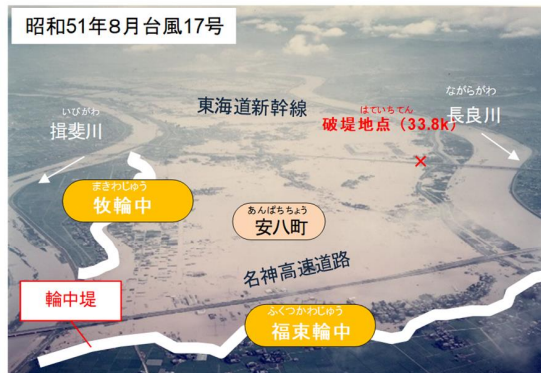 昭和51年8月台風17号
東海道新幹線
いびがわ
揖斐川
はていちてん
破堤地点（33.8k）
ながらがわ
長良川
まきわじゅう
牧輪中
あんぱちちょう
安八町
名神高速道路
輪中堤
ふくつかわじゅう
福束輪中